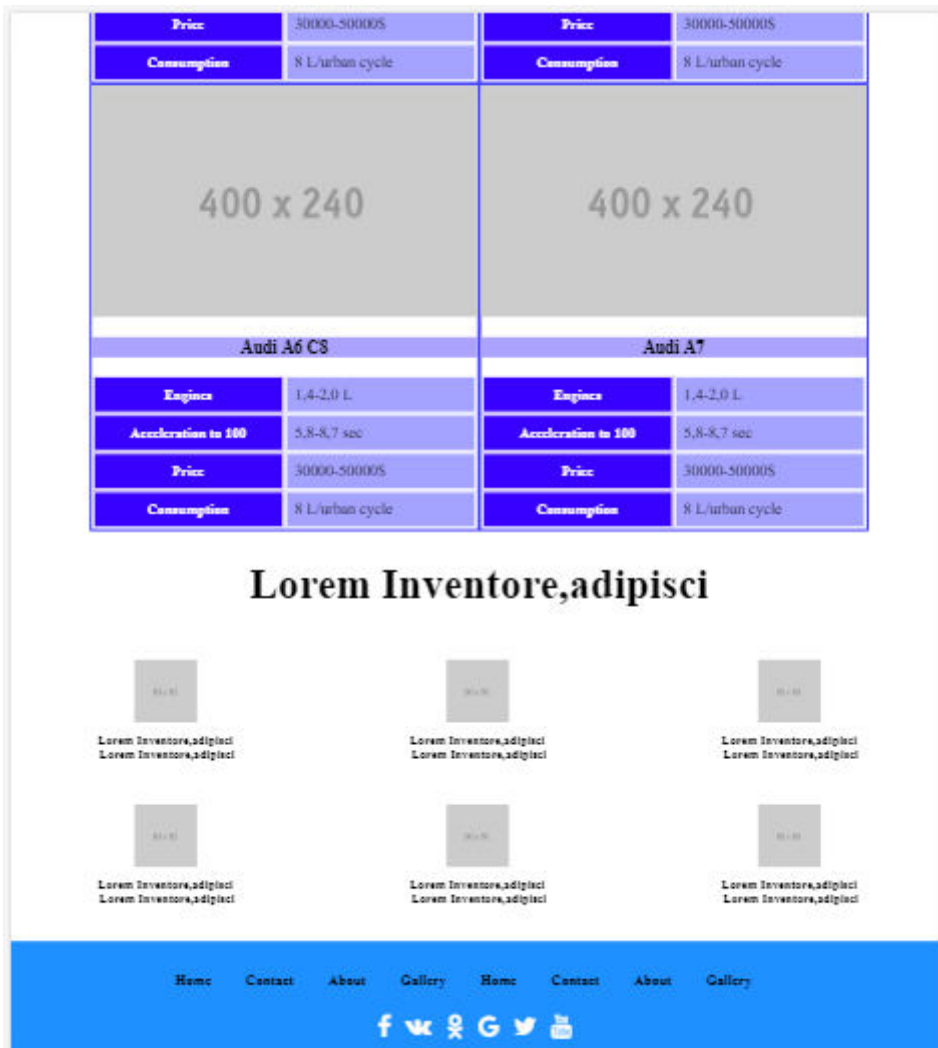 Price 30000-50000$ Price 30000-50000$
Consumption 8 L/urban cycle Consumption 8 L/urban cycle
400 x 240 400 x 240
Audi A6 C8 Audi A7
Engines 1,4-2,0 L Engines 1,4-2,0 L
Acceleration to 100 5,8-8,7 sec Acceleration to 100 5,8-8,7 sec
Price 30000-50000$ Price 30000-50000$
Consumption 8 L/urban cycle Consumption 8 L/urban cycle
Lorem Inventore,adipisci
Lorem Inventore,adipisci Lorem Inventore,adipisci Lorem Inventore,adipisci
Lorem Inventore,adipisci Lorem Inventore,adipisci Lorem Inventore,adipisci
Lorem Inventore,adipisci Lorem Inventore,adipisci Lorem Inventore,adipisci
Lorem Inventore,adipisci Lorem Inventore,adipisci Lorem Inventore,adipisci
Home Contact About Gallery Home Contact About Gallery